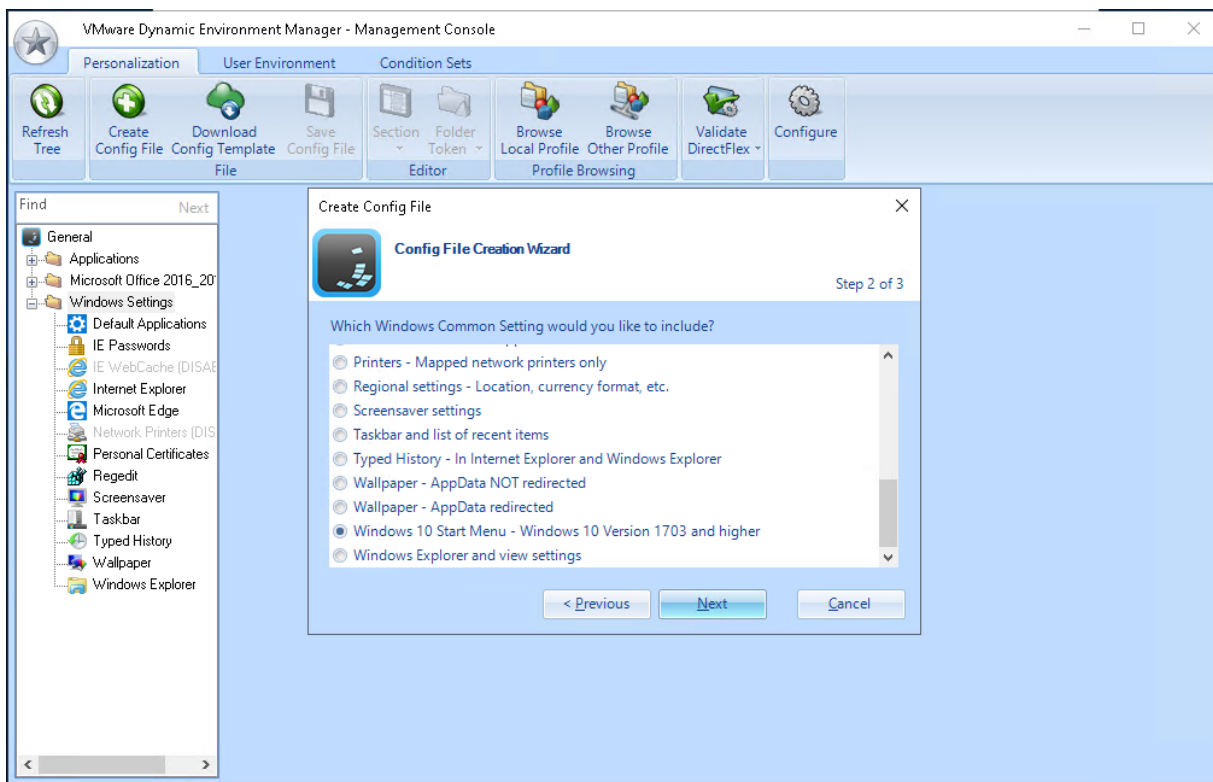 VMware Dynamic Environment Manager - Management Console
Personalization User Environment Condition Sets
Refresh Tree
Create Config File
Download Config Template
Save Config File
File
Section
Folder Token
Editor
Browse Local Profile
Browse Other Profile
Profile Browsing
Validate DirectFlex
Configure
Find Next
General
Applications
Microsoft Office 2016_20
Windows Settings
Default Applications
IE Passwords
IE WebCache (DISAE
Internet Explorer
Microsoft Edge
Network Printers (DIS
Personal Certificates
Regedit
Screensaver
Taskbar
Typed History
Wallpaper
Windows Explorer
Create Config File
Config File Creation Wizard
Step 2 of 3
Which Windows Common Setting would you like to include?
Printers - Mapped network printers only
Regional settings - Location, currency format, etc.
Screensaver settings
Taskbar and list of recent items
Typed History - In Internet Explorer and Windows Explorer
Wallpaper - AppData NOT redirected
Wallpaper - AppData redirected
Windows 10 Start Menu - Windows 10 Version 1703 and higher
Windows Explorer and view settings
< Previous Next Cancel